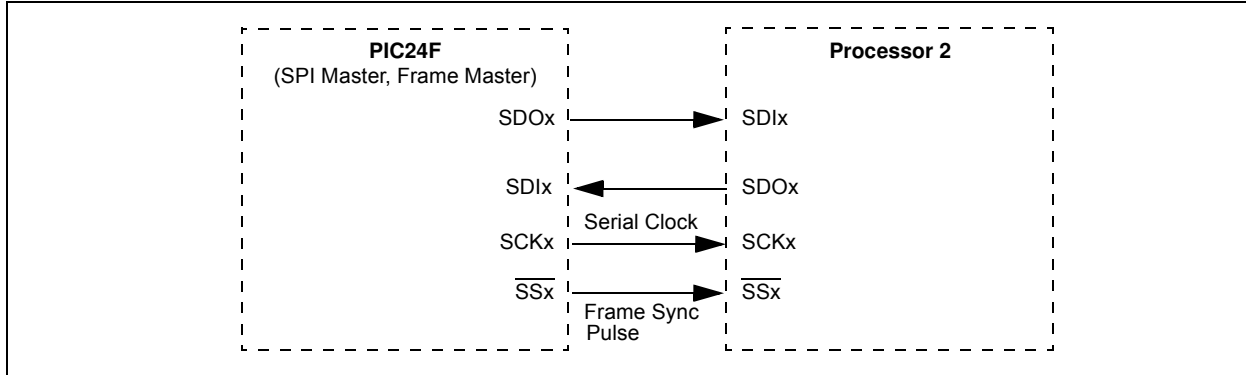 PIC24F
(SPI Master, Frame Master)
Processor 2
SDOx
SDIx
SDIx
SDOx
Serial Clock
SCKx
SCKx
SSx
SSx
Frame Sync
Pulse